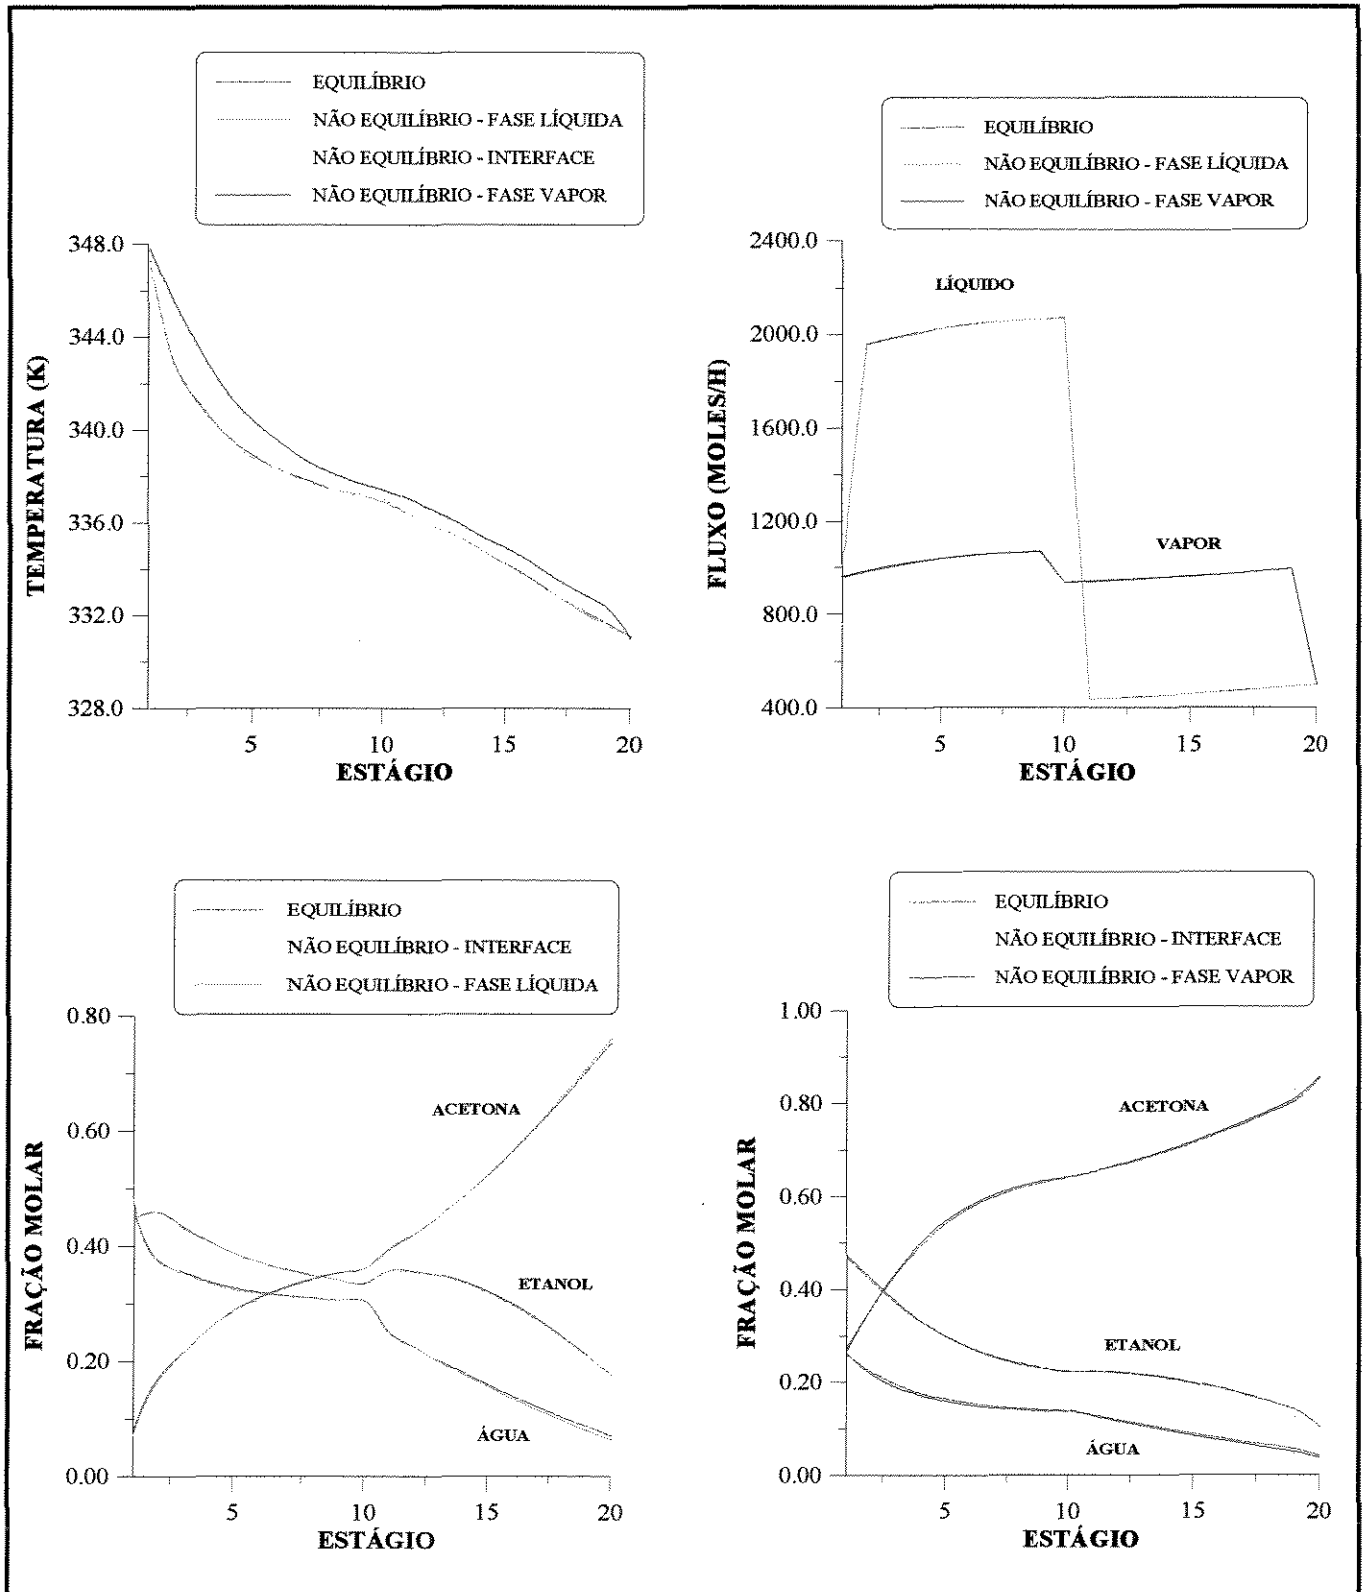 EQUILÍBRIO
NÃO EQUILÍBRIO - FASE LÍQUIDA
NÃO EQUILÍBRIO - INTERFACE
NÃO EQUILÍBRIO - FASE VAPOR
348.0
344.0
340.0
336.0
332.0
328.0
TEMPERATURA (K)
5
10
15
20
ESTÁGIO
EQUILÍBRIO
NÃO EQUILÍBRIO - FASE LÍQUIDA
NÃO EQUILÍBRIO - FASE VAPOR
2400.0
2000.0
1600.0
1200.0
800.0
400.0
FLUXO (MOLES/H)
LÍQUIDO
VAPOR
5
10
15
20
ESTÁGIO
EQUILÍBRIO
NÃO EQUILÍBRIO - INTERFACE
NÃO EQUILÍBRIO - FASE LÍQUIDA
0.80
0.60
0.40
0.20
0.00
FRAÇÃO MOLAR
ACETONA
ETANOL
ÁGUA
5
10
15
20
ESTÁGIO
EQUILÍBRIO
NÃO EQUILÍBRIO - INTERFACE
NÃO EQUILÍBRIO - FASE VAPOR
1.00
0.80
0.60
0.40
0.20
0.00
FRAÇÃO MOLAR
ACETONA
ETANOL
ÁGUA
5
10
15
20
ESTÁGIO